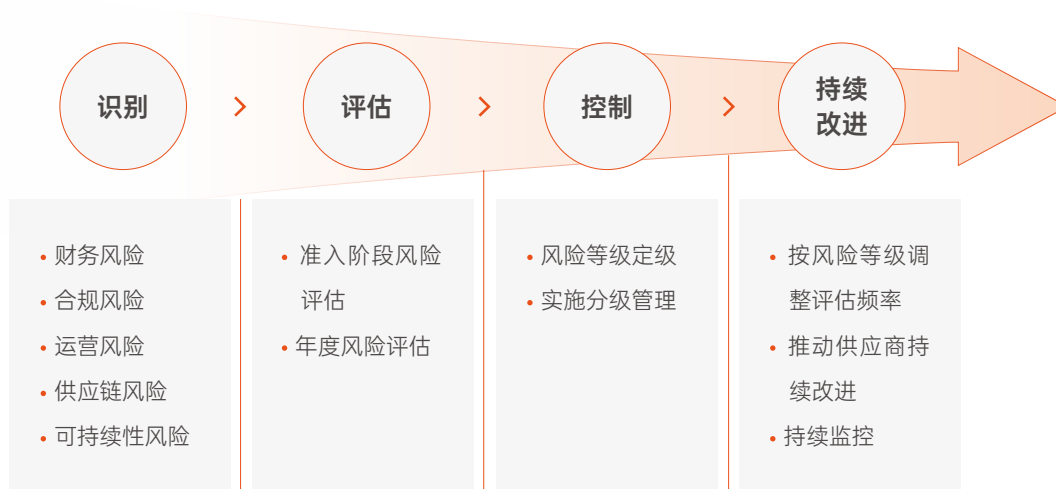 识别
评估
控制
持续
改进
• 财务风险
• 合规风险
• 运营风险
• 供应链风险
• 可持续性风险
• 准入阶段风险
评估
• 年度风险评估
• 风险等级定级
• 实施分级管理
• 按风险等级调
整评估频率
• 推动供应商持
续改进
• 持续监控